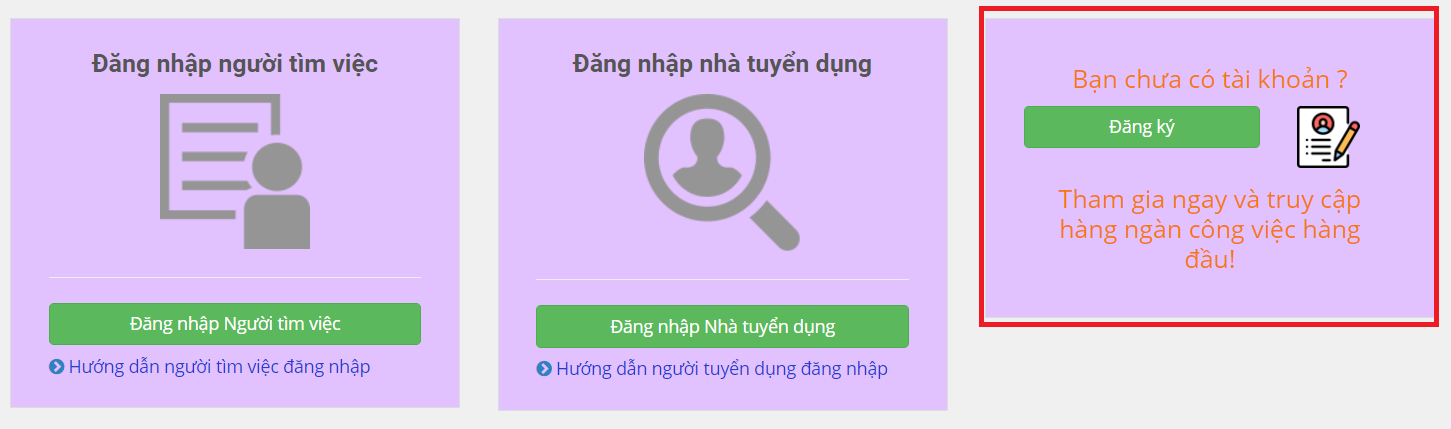 Đăng nhập người tìm việc
Đăng nhập Người tìm việc
Hướng dẫn người tìm việc đăng nhập
Đăng nhập nhà tuyển dụng
Đăng nhập Nhà tuyển dụng
Hướng dẫn người tuyển dụng đăng nhập
Bạn chưa có tài khoản ?
Đăng ký
Tham gia ngay và truy cập
hàng ngàn công việc hàng
đầu!